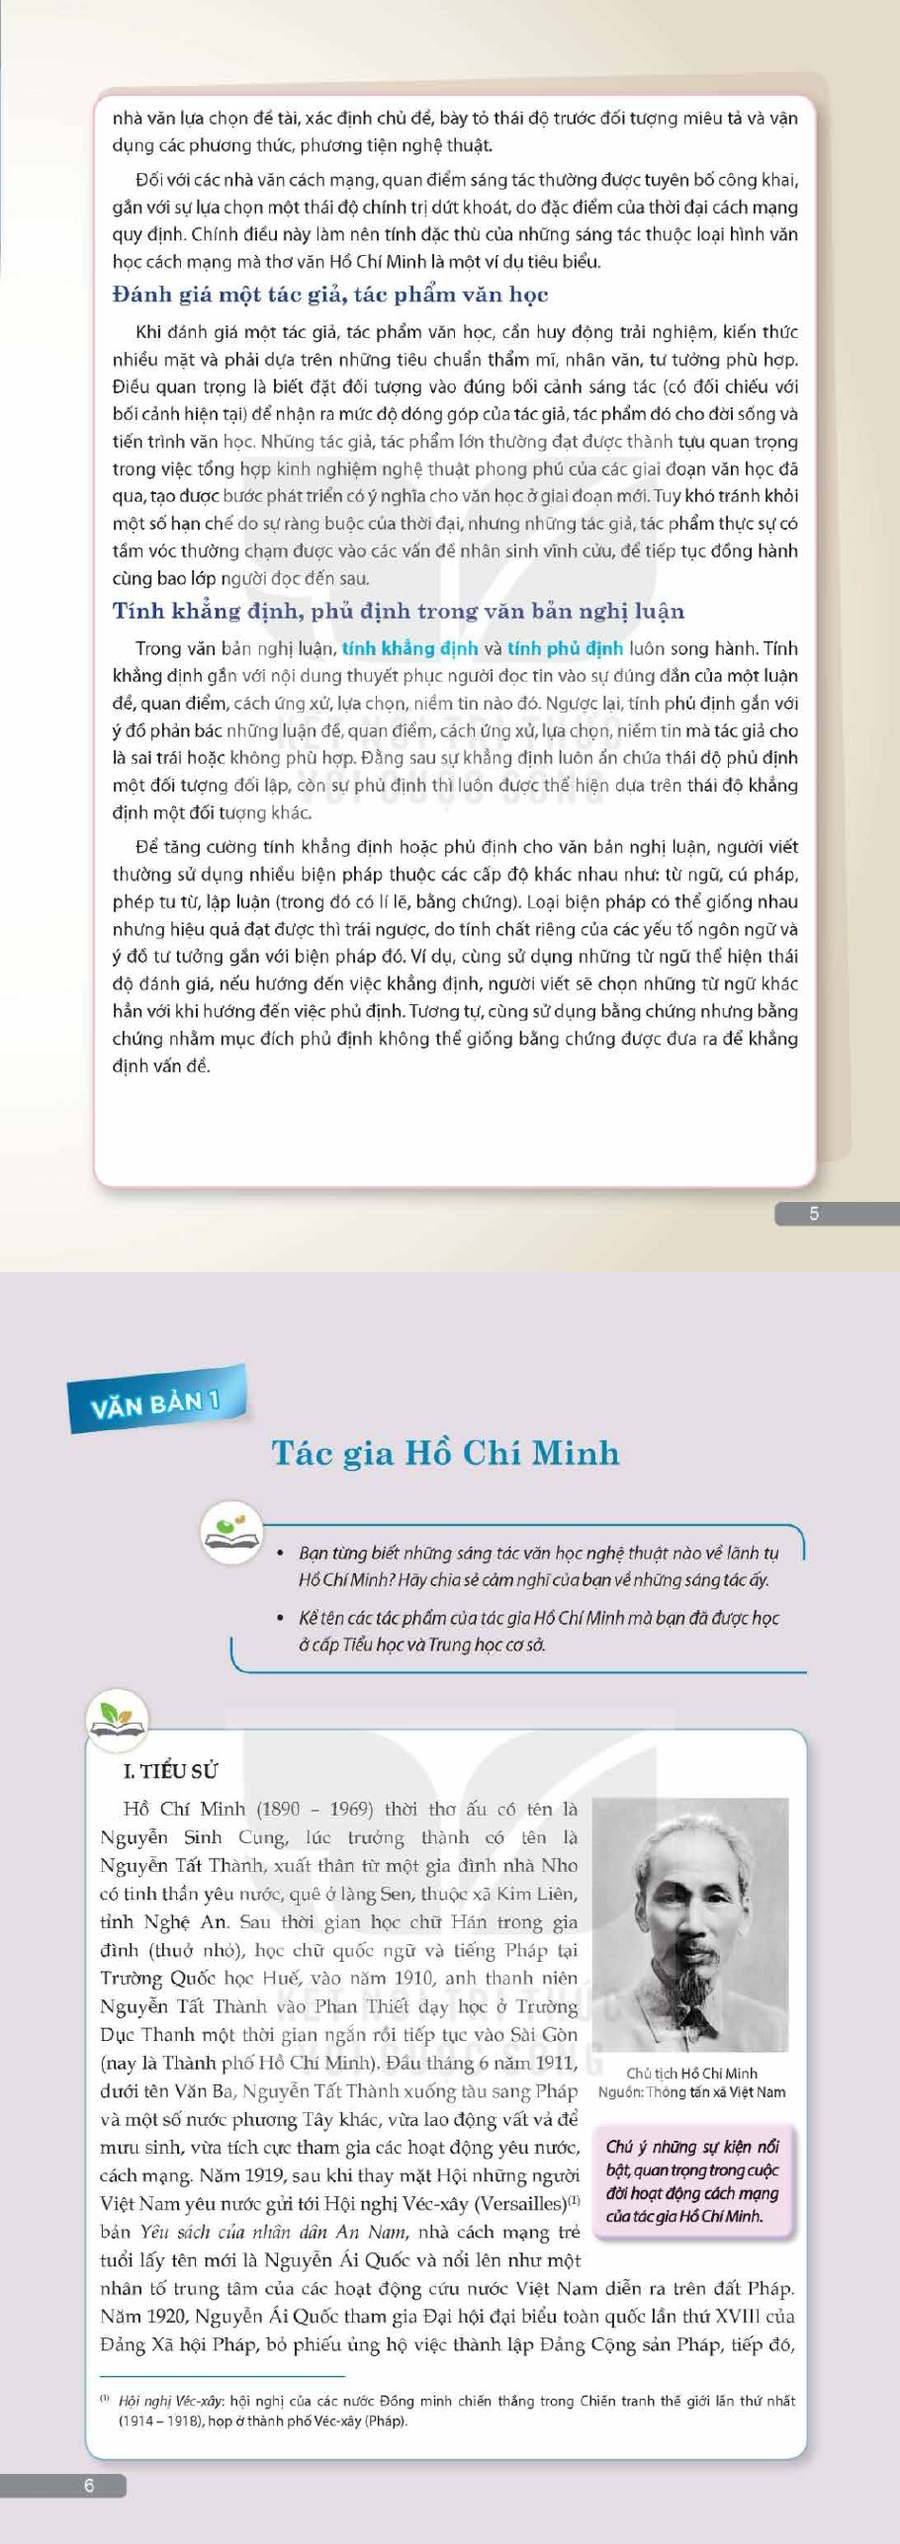 nhà văn lựa chọn đề tài, xác định chủ đề, bày tỏ thái độ trước đối tượng miêu tả và vận
dụng các phương thức, phương tiện nghệ thuật.
Đối với các nhà văn cách mạng, quan điểm sáng tác thường được tuyên bố công khai,
gắn với sự lựa chọn một thái độ chính trị dứt khoát, do đặc điểm của thời đại cách mạng
quy định. Chính điều này làm nên tính đặc thù của những sáng tác thuộc loại hình văn
học cách mạng mà thơ văn Hồ Chí Minh là một ví dụ tiêu biểu.
Đánh giá một tác giả, tác phẩm văn học
Khi đánh giá một tác giả, tác phẩm văn học, cần huy động trải nghiệm, kiến thức
nhiều mặt và phải dựa trên những tiêu chuẩn thẩm mĩ, nhân văn, tư tưởng phù hợp.
Điều quan trọng là biết đặt đối tượng vào đúng bối cảnh sáng tác (có đối chiếu với
bối cảnh hiện tại) để nhận ra mức độ đóng góp của tác giả, tác phẩm đó cho đời sống và
tiến trình văn học. Những tác giả, tác phẩm lớn thường đạt được thành tựu quan trọng
trong việc tổng hợp kinh nghiệm nghệ thuật phong phú của các giai đoạn văn học đã
qua, tạo được bước phát triển có ý nghĩa cho văn học ở giai đoạn mới. Tuy khó tránh khỏi
một số hạn chế do sự ràng buộc của thời đại, nhưng những tác giả, tác phẩm thực sự có
tầm vóc thường chạm được vào các vấn đề nhân sinh vĩnh cửu, để tiếp tục đồng hành
cùng bao lớp người đọc đến sau.
Tính khẳng định, phủ định trong văn bản nghị luận
Trong văn bản nghị luận, tính khẳng định và tính phủ định luôn song hành. Tính
khẳng định gắn với nội dung thuyết phục người đọc tin vào sự đúng đắn của một luận
đề, quan điểm, cách ứng xử, lựa chọn, niềm tin nào đó. Ngược lại, tính phủ định gắn với
ý đồ phản bác những luận đề, quan điểm, cách ứng xử, lựa chọn, niềm tin mà tác giả cho
là sai trái hoặc không phù hợp. Đằng sau sự khẳng định luôn ẩn chứa thái độ phủ định
một đối tượng đối lập, còn sự phủ định thì luôn được thể hiện dựa trên thái độ khẳng
định một đối tượng khác.
Để tăng cường tính khẳng định hoặc phủ định cho văn bản nghị luận, người viết
thường sử dụng nhiều biện pháp thuộc các cấp độ khác nhau như: từ ngữ, cú pháp,
phép tu từ, lập luận (trong đó có lí lẽ, bằng chứng). Loại biện pháp có thể giống nhau
nhưng hiệu quả đạt được thì trái ngược, do tính chất riêng của các yếu tố ngôn ngữ và
ý đồ tư tưởng gắn với biện pháp đó. Ví dụ, cùng sử dụng những từ ngữ thể hiện thái
độ đánh giá, nếu hướng đến việc khẳng định, người viết sẽ chọn những từ ngữ khác
hẳn với khi hướng đến việc phủ định. Tương tự, cùng sử dụng bằng chứng nhưng bằng
chứng nhằm mục đích phủ định không thể giống bằng chứng được đưa ra để khẳng
định vấn đề.
KẾT NỐI TRI THỨC
VỚI CUỘC SỐNG
5
VĂN BẢN 1
Tác gia Hồ Chí Minh
• Bạn từng biết những sáng tác văn học nghệ thuật nào về lãnh tụ
Hồ Chí Minh? Hãy chia sẻ cảm nghĩ của bạn về những sáng tác ấy.
• Kể tên các tác phẩm của tác gia Hồ Chí Minh mà bạn đã được học
ở cấp Tiểu học và Trung học cơ sở.
I. TIỂU SỬ
Hồ Chí Minh (1890 – 1969) thời thơ ấu có tên là
Nguyễn Sinh Cung, lúc trưởng thành có tên là
Nguyễn Tất Thành, xuất thân từ một gia đình nhà Nho
có tinh thần yêu nước, quê ở làng Sen, thuộc xã Kim Liên,
tỉnh Nghệ An. Sau thời gian học chữ Hán trong gia
đình (thuở nhỏ), học chữ quốc ngữ và tiếng Pháp tại
Trường Quốc học Huế, vào năm 1910, anh thanh niên
Nguyễn Tất Thành vào Phan Thiết dạy học ở Trường
Dục Thanh một thời gian ngắn rồi tiếp tục vào Sài Gòn
(nay là Thành phố Hồ Chí Minh). Đầu tháng 6 năm 1911,
dưới tên Văn Ba, Nguyễn Tất Thành xuống tàu sang Pháp
và một số nước phương Tây khác, vừa lao động vất vả để
mưu sinh, vừa tích cực tham gia các hoạt động yêu nước,
cách mạng. Năm 1919, sau khi thay mặt Hội những người
Việt Nam yêu nước gửi tới Hội nghị Véc-xây (Versailles)(1)
bản Yêu sách của nhân dân An Nam, nhà cách mạng trẻ
tuổi lấy tên mới là Nguyễn Ái Quốc và nổi lên như một
nhân tố trung tâm của các hoạt động cứu nước Việt Nam diễn ra trên đất Pháp.
Năm 1920, Nguyễn Ái Quốc tham gia Đại hội đại biểu toàn quốc lần thứ XVIII của
Đảng Xã hội Pháp, bỏ phiếu ủng hộ việc thành lập Đảng Cộng sản Pháp, tiếp đó,
Chủ tịch Hồ Chí Minh
Nguồn: Thông tấn xã Việt Nam
Chú ý những sự kiện nổi
bật, quan trọng trong cuộc
đời hoạt động cách mạng
của tác gia Hồ Chí Minh.
KẾT NỐI TRI THỨC
VỚI CUỘC SỐNG
(1) Hội nghị Véc-xây: hội nghị của các nước Đồng minh chiến thắng trong Chiến tranh thế giới lần thứ nhất
(1914 – 1918), họp ở thành phố Véc-xây (Pháp).
6